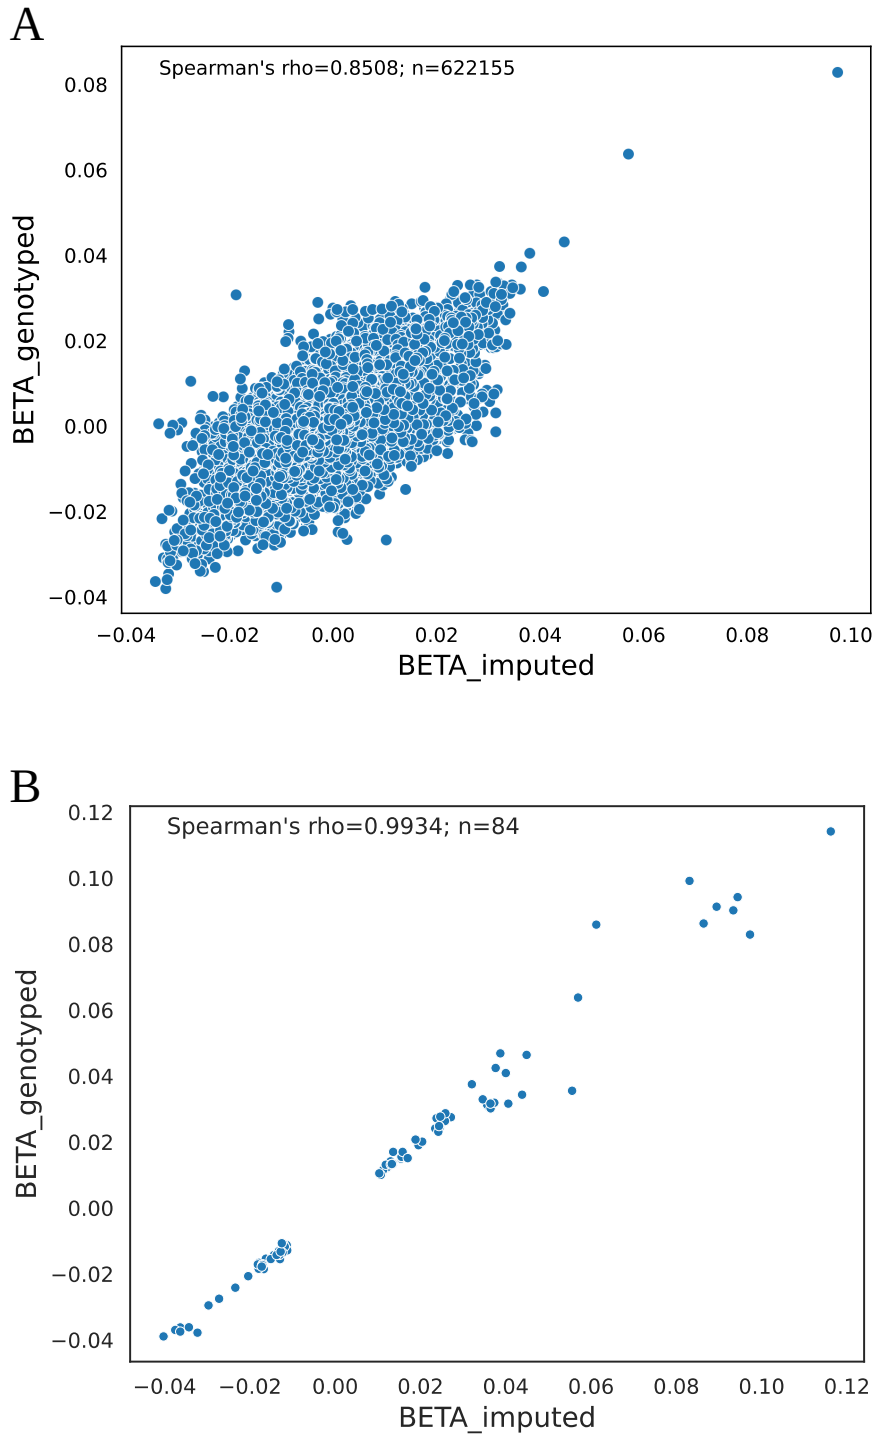 A
Spearman's rho=0.8508; n=622155
0.08
0.06
0.04
0.02
0.00
−0.02
−0.04
BETA_genotyped
−0.04 −0.02 0.00 0.02 0.04 0.06 0.08 0.10
BETA_imputed
B
Spearman's rho=0.9934; n=84
0.12
0.10
0.08
0.06
0.04
0.02
0.00
−0.02
−0.04
BETA_genotyped
−0.04 −0.02 0.00 0.02 0.04 0.06 0.08 0.10 0.12
BETA_imputed